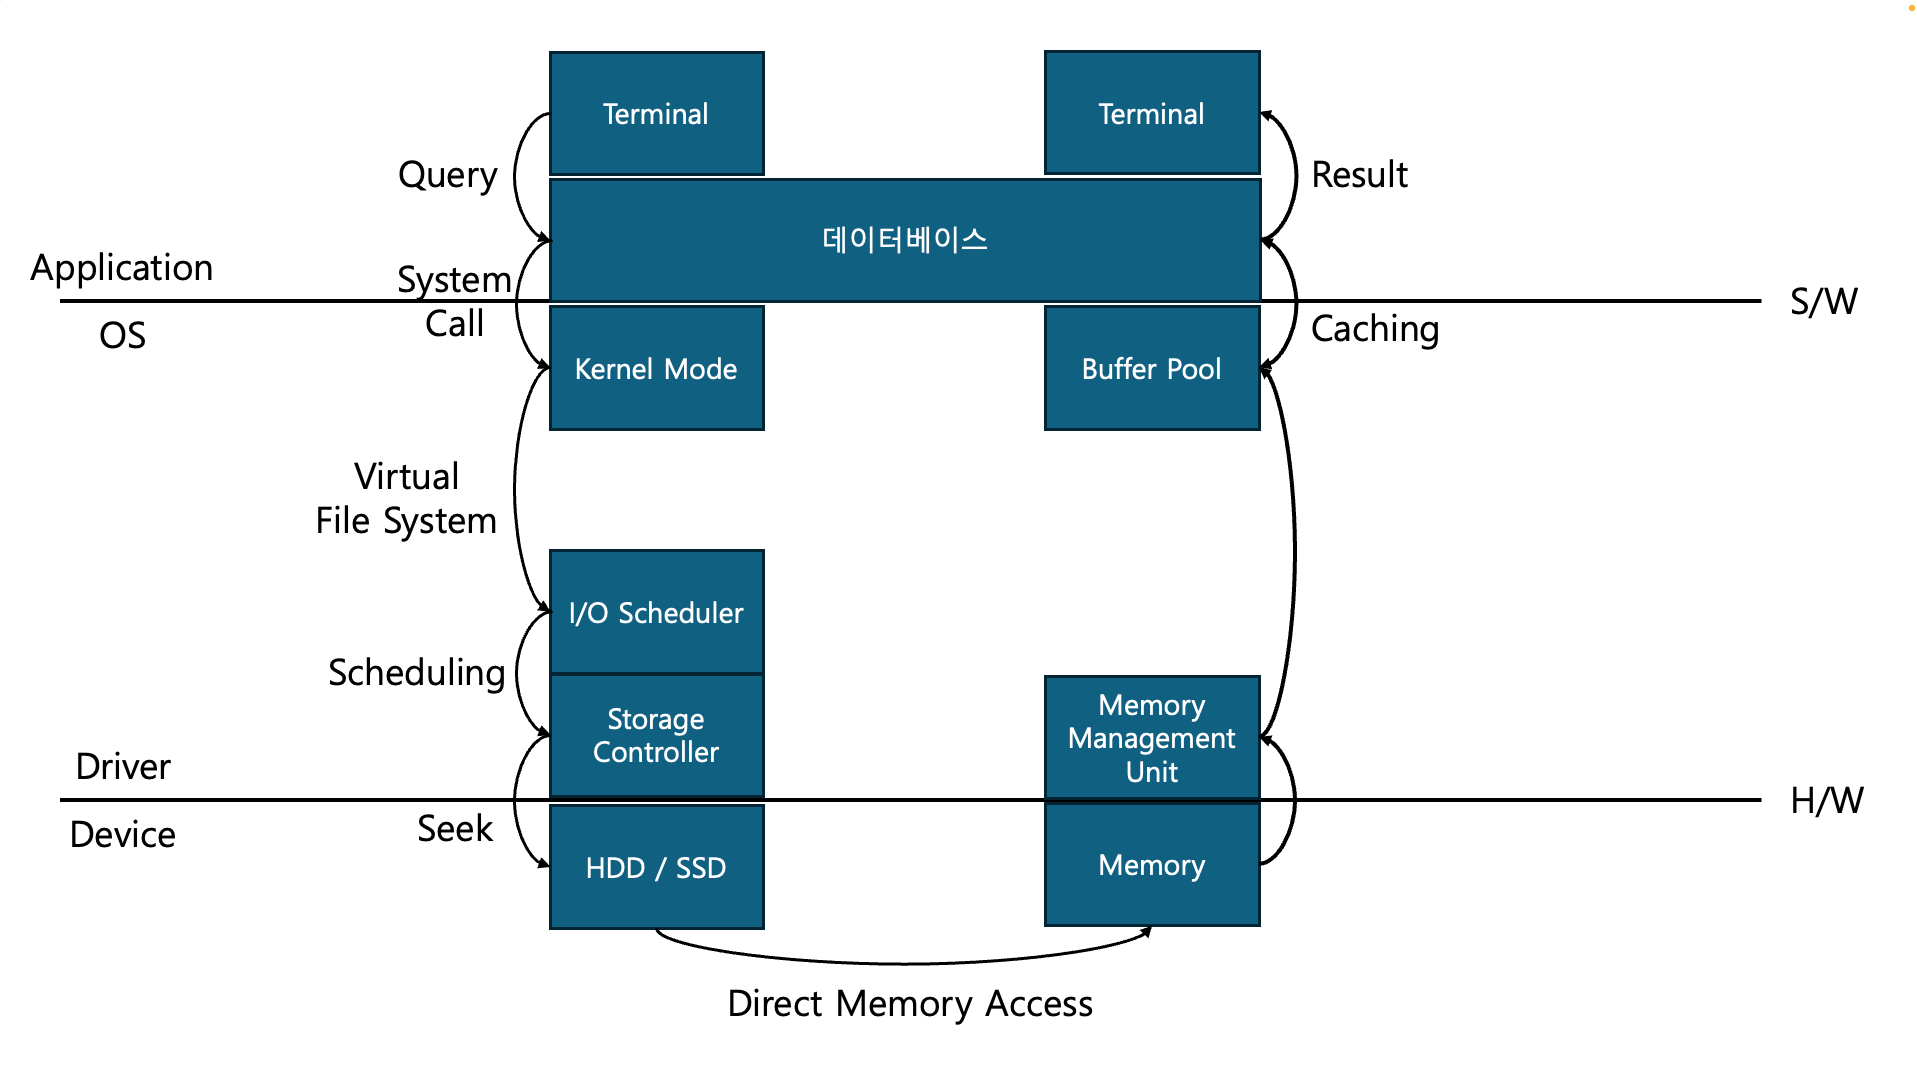 Terminal
Terminal
Query
Result
데이터베이스
Application
System
Call
S/W
OS
Caching
Kernel Mode
Buffer Pool
Virtual
File System
I/O Scheduler
Scheduling
Storage
Controller
Memory
Management
Unit
Driver
H/W
Device
Seek
HDD / SSD
Memory
Direct Memory Access